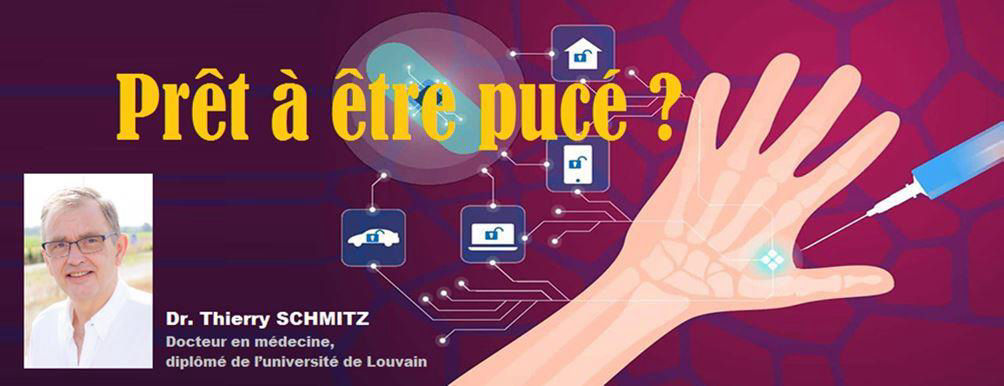 Prêt à être pucé ?
Dr. Thierry SCHMITZ
Docteur en médecine,
diplômé de l'université de Louvain